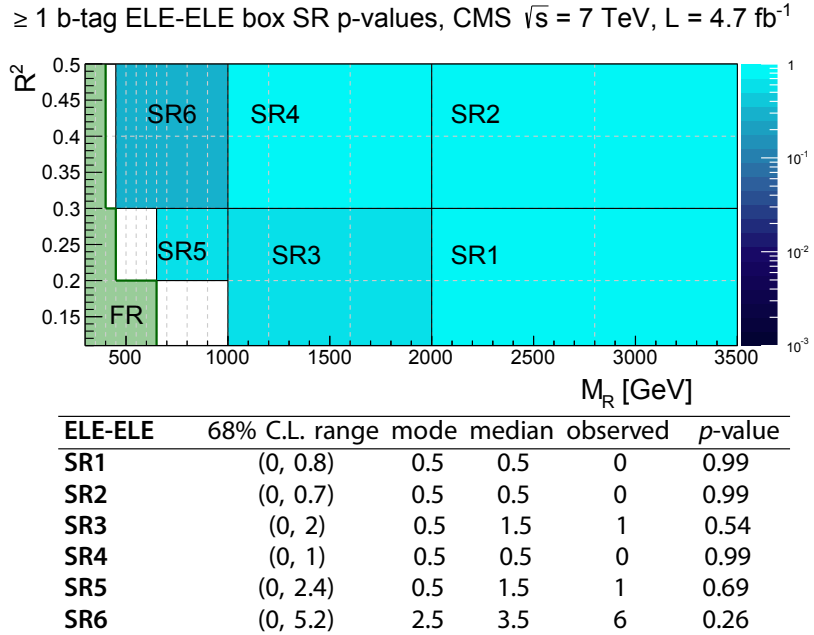 ≥ 1 b-tag ELE-ELE box SR p-values, CMS √s = 7 TeV, L = 4.7 fb⁻¹
R²
0.5
0.45
0.4
0.35
0.3
0.25
0.2
0.15
SR6 SR4 SR2
SR5 SR3 SR1
FR
1
10⁻¹
10⁻²
10⁻³
500 1000 1500 2000 2500 3000 3500
M_R [GeV]
ELE-ELE 68% C.L. range mode median observed p-value
SR1 (0, 0.8) 0.5 0.5 0 0.99
SR2 (0, 0.7) 0.5 0.5 0 0.99
SR3 (0, 2) 0.5 1.5 1 0.54
SR4 (0, 1) 0.5 0.5 0 0.99
SR5 (0, 2.4) 0.5 1.5 1 0.69
SR6 (0, 5.2) 2.5 3.5 6 0.26